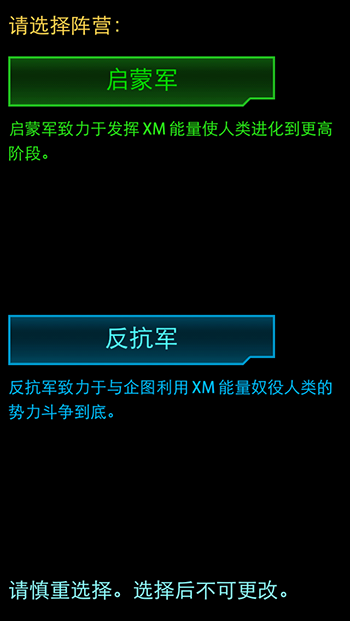 请选择阵营：
启蒙军
启蒙军致力于发挥 XM 能量使人类进化到更高
阶段。
反抗军
反抗军致力于与企图利用 XM 能量奴役人类的
势力斗争到底。
请慎重选择。选择后不可更改。